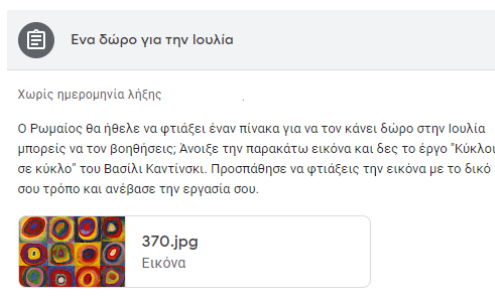 Ενα δώρο για την Ιουλία
Χωρίς ημερομηνία λήξης
Ο Ρωμαίος θα ήθελε να φτιάξει έναν πίνακα για να τον κάνει δώρο στην Ιουλία
μπορείς να τον βοηθήσεις; Άνοιξε την παρακάτω εικόνα και δες το έργο "Κύκλοι
σε κύκλο" του Βασίλι Καντίνσκι. Προσπάθησε να φτιάξεις την εικόνα με το δικό
σου τρόπο και ανέβασε την εργασία σου.
370.jpg
Εικόνα